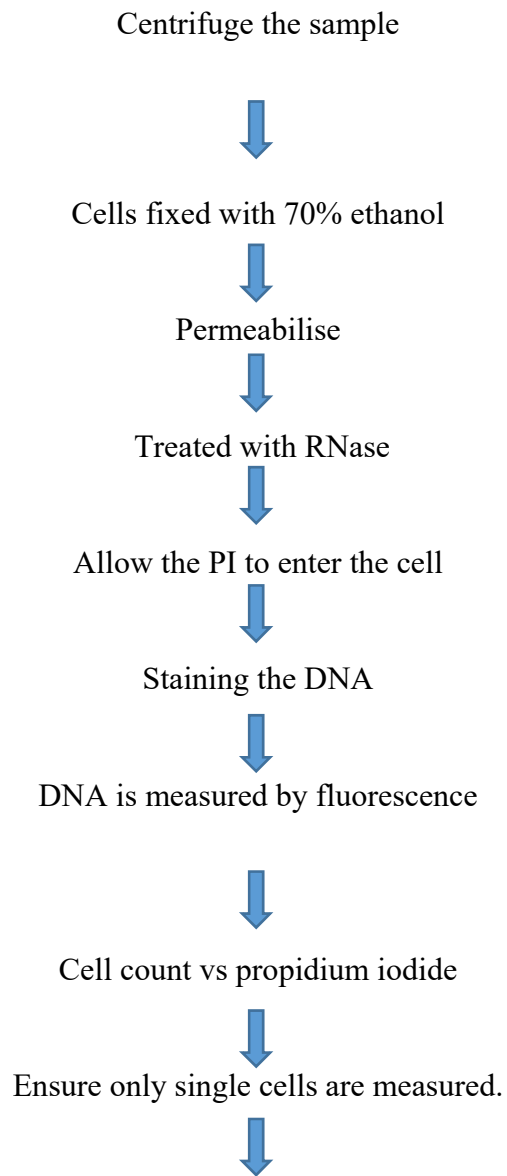 Centrifuge the sample
Cells fixed with 70% ethanol
Permeabilise
Treated with RNase
Allow the PI to enter the cell
Staining the DNA
DNA is measured by fluorescence
Cell count vs propidium iodide
Ensure only single cells are measured.